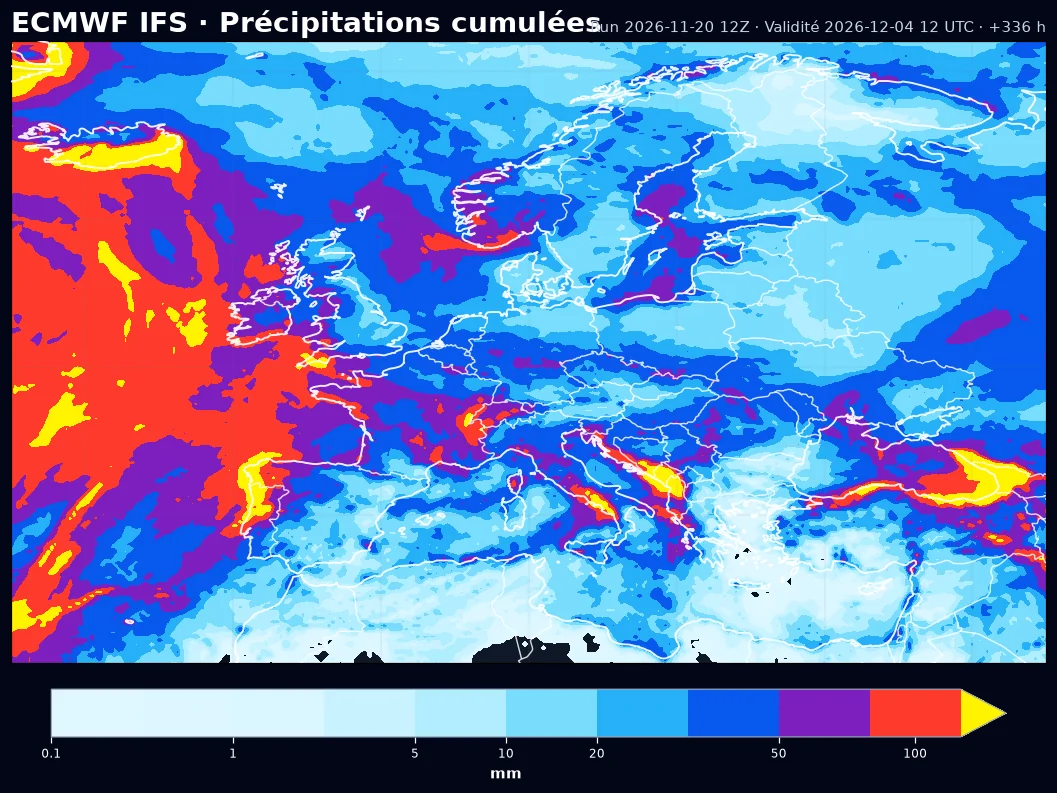 ECMWF IFS · Précipitations cumulées
Run 2026-11-20 12Z · Validité 2026-12-04 12 UTC · +336 h
0.1 1 5 10 20 50 100
mm